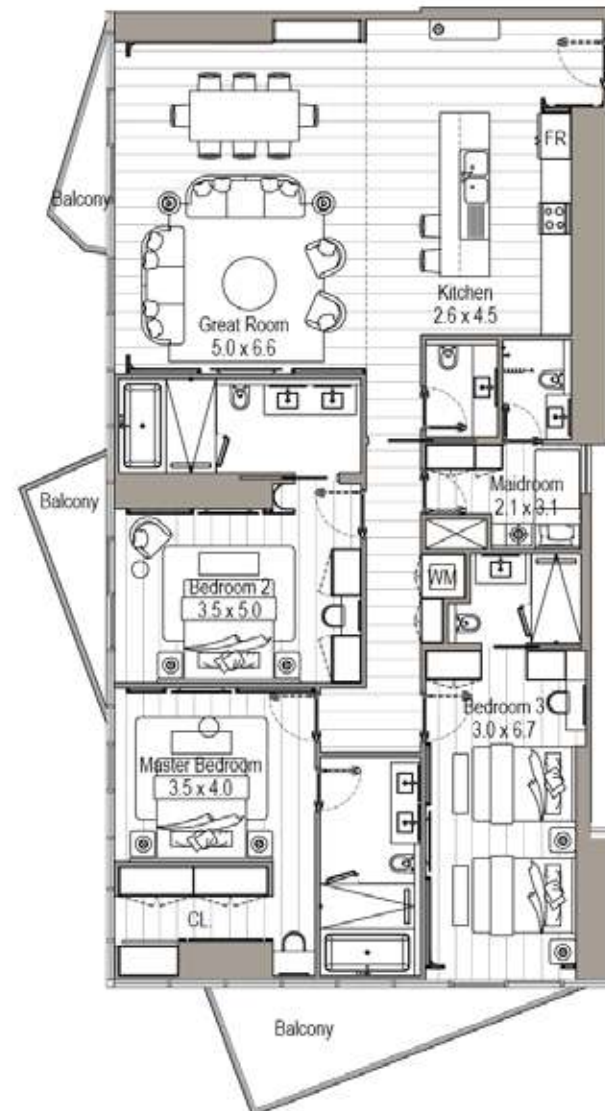 FR
Balcony
Kitchen
2.6 x 4.5
Great Room
5.0 x 6.6
Balcony
Maidroom
2.1 x 3.1
WM
Bedroom 2
3.5 x 5.0
Bedroom 3
3.0 x 6.7
Master Bedroom
3.5 x 4.0
CL.
Balcony